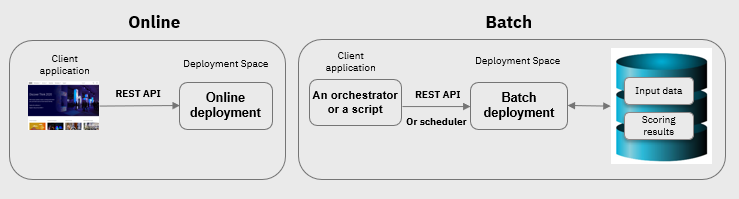 Online
Client
application
Deployment Space
REST API
Online
deployment
Batch
Client
application
Deployment Space
An orchestrator
or a script
REST API
Or scheduler
Batch
deployment
Input data
Scoring
results